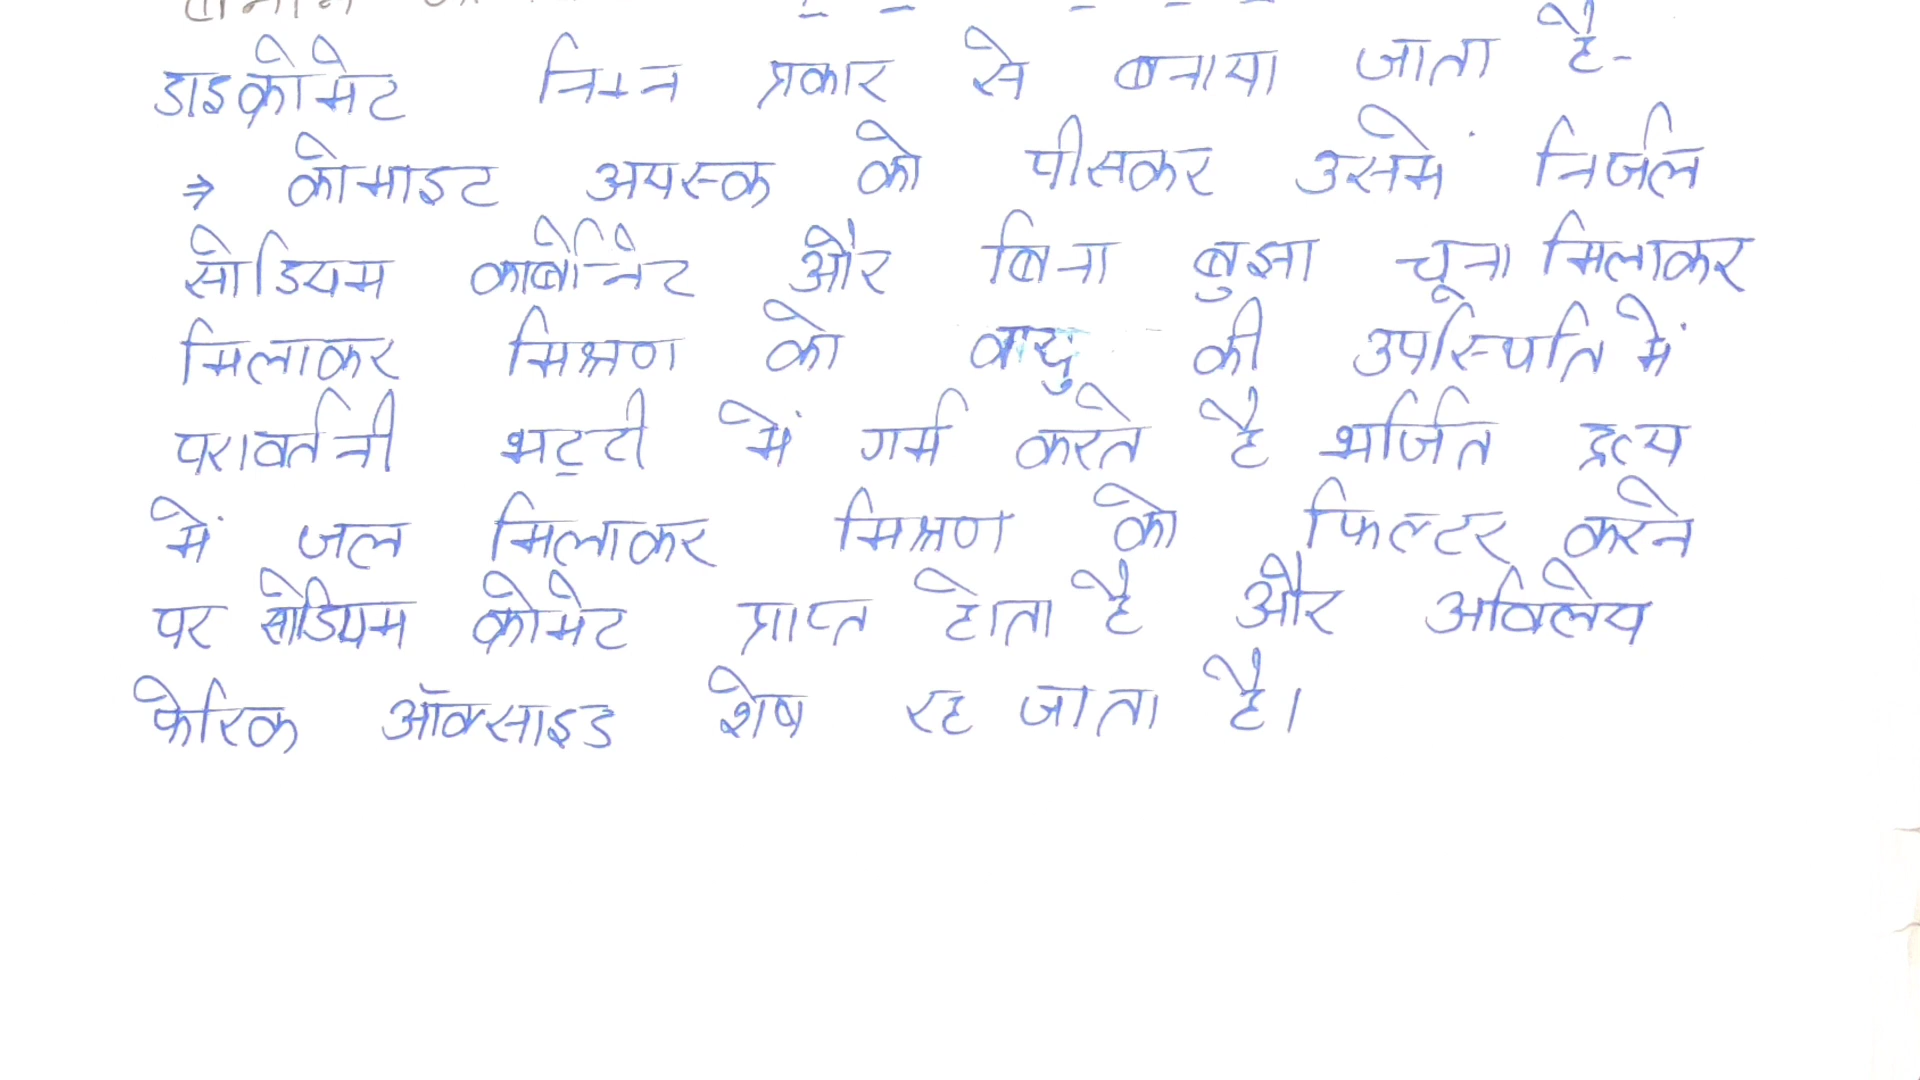 डाइक्रोमेट निम्न प्रकार से बनाया जाता है-
⇒ क्रोमाइट अयस्क को पीसकर उसमें निर्जल
सोडियम कार्बोनेट और बिना बुझा चूना मिलाकर
मिलाकर मिश्रण को वायु की उपस्थिति में
परावर्तनी भट्टी में गर्म करते है भर्जित द्रव्य
में जल मिलाकर मिश्रण को फिल्टर करने
पर सोडियम क्रोमेट प्राप्त होता है और अविलेय
फेरिक ऑक्साइड शेष रह जाता है।